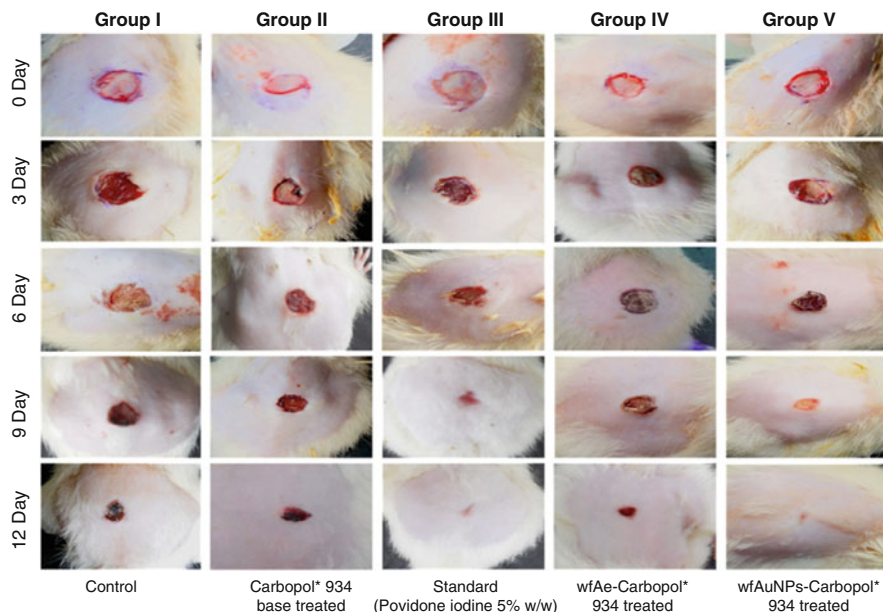 Group I Group II Group III Group IV Group V
0 Day
3 Day
6 Day
9 Day
12 Day
Control
Carbopol* 934
base treated
Standard
(Povidone iodine 5% w/w)
wfAe-Carbopol*
934 treated
wfAuNPs-Carbopol*
934 treated